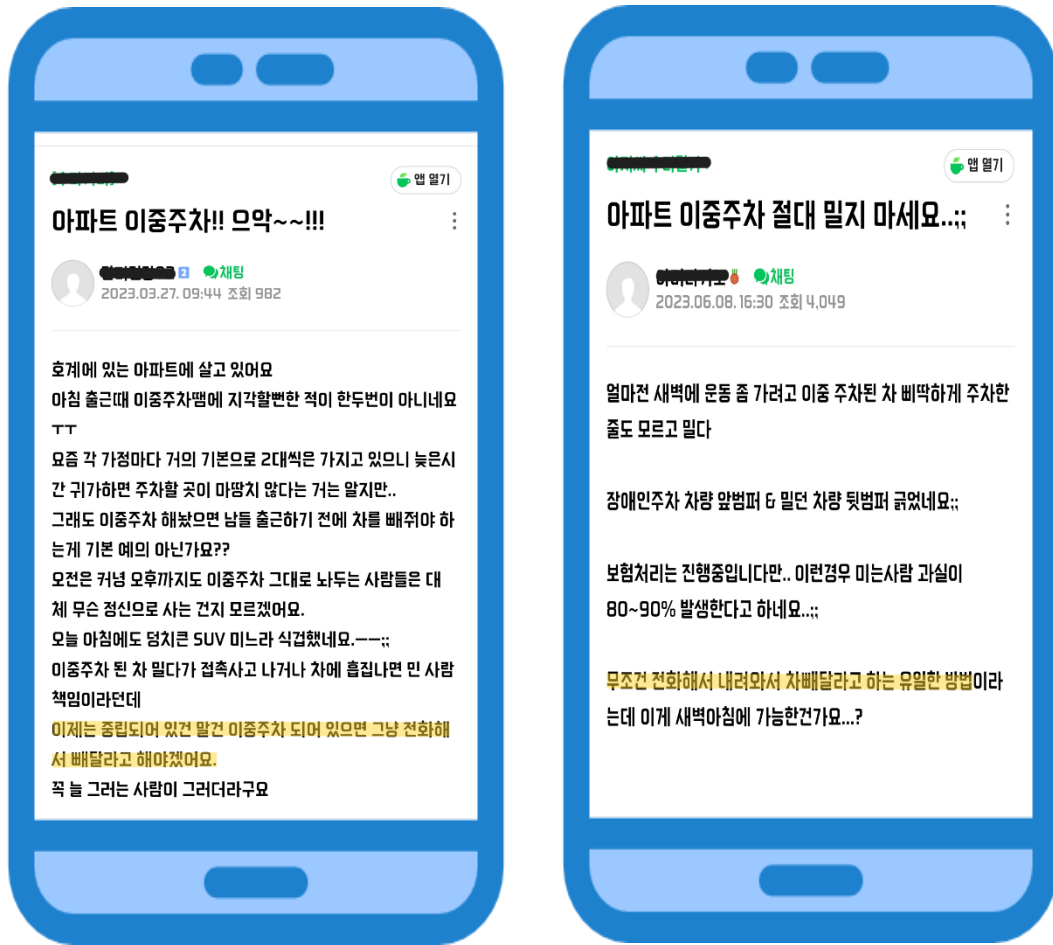 앱 열기
아파트 이중주차!! 으악~~!!!
2 채팅
2023.03.27. 09:44 조회 982
호계에 있는 아파트에 살고 있어요
아침 출근때 이중주차땜에 지각할뻔한 적이 한두번이 아니네요
ㅜㅜ
요즘 각 가정마다 거의 기본으로 2대씩은 가지고 있으니 늦은시
간 귀가하면 주차할 곳이 마땅치 않다는 거는 알지만..
그래도 이중주차 해놨으면 남들 출근하기 전에 차를 빼줘야 하
는게 기본 예의 아닌가요??
오전은 커녕 오후까지도 이중주차 그대로 놔두는 사람들은 대
체 무슨 정신으로 사는 건지 모르겠어요.
오늘 아침에도 덩치큰 SUV 미느라 식겁했네요.ㅡㅡ;;
이중주차 된 차 밀다가 접촉사고 나거나 차에 흠집나면 민 사람
책임이라던데
이제는 중립되어 있건 말건 이중주차 되어 있으면 그냥 전화해
서 빼달라고 해야겠어요.
꼭 늘 그러는 사람이 그러더라구요
앱 열기
아파트 이중주차 절대 밀지 마세요..;;
채팅
2023.06.08. 16:30 조회 4,049
얼마전 새벽에 운동 좀 가려고 이중 주차된 차 삐딱하게 주차한
줄도 모르고 밀다
장애인주차 차량 앞범퍼 & 밀던 차량 뒷범퍼 긁었네요;;
보험처리는 진행중입니다만.. 이런경우 미는사람 과실이
80~90% 발생한다고 하네요..;;
무조건 전화해서 내려와서 차빼달라고 하는 유일한 방법이라
는데 이게 새벽아침에 가능한건가요...?